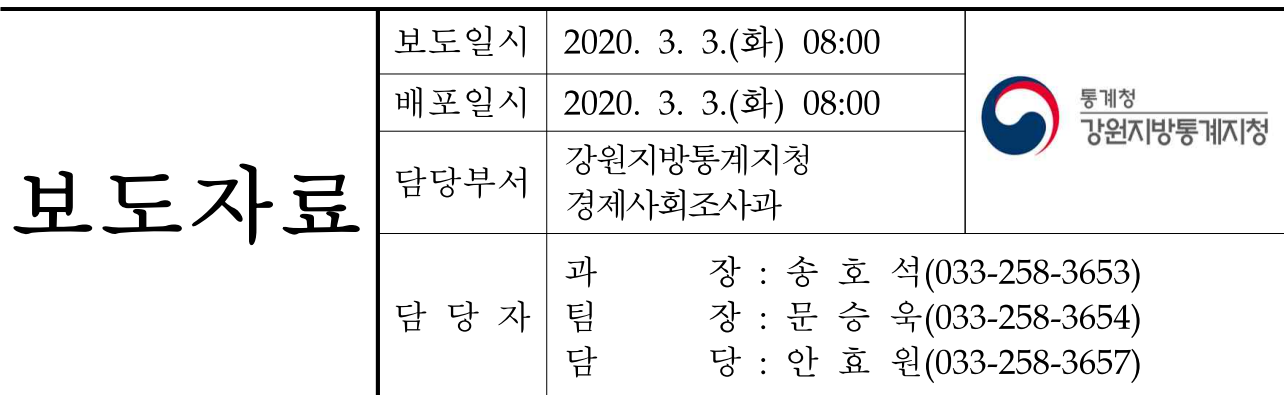 보도자료
보도일시 2020. 3. 3.(화) 08:00
배포일시 2020. 3. 3.(화) 08:00
담당부서 강원지방통계지청
경제사회조사과
통계청
강원지방통계지청
담 당 자
과 장 : 송 호 석(033-258-3653)
팀 장 : 문 승 욱(033-258-3654)
담 당 : 안 효 원(033-258-3657)